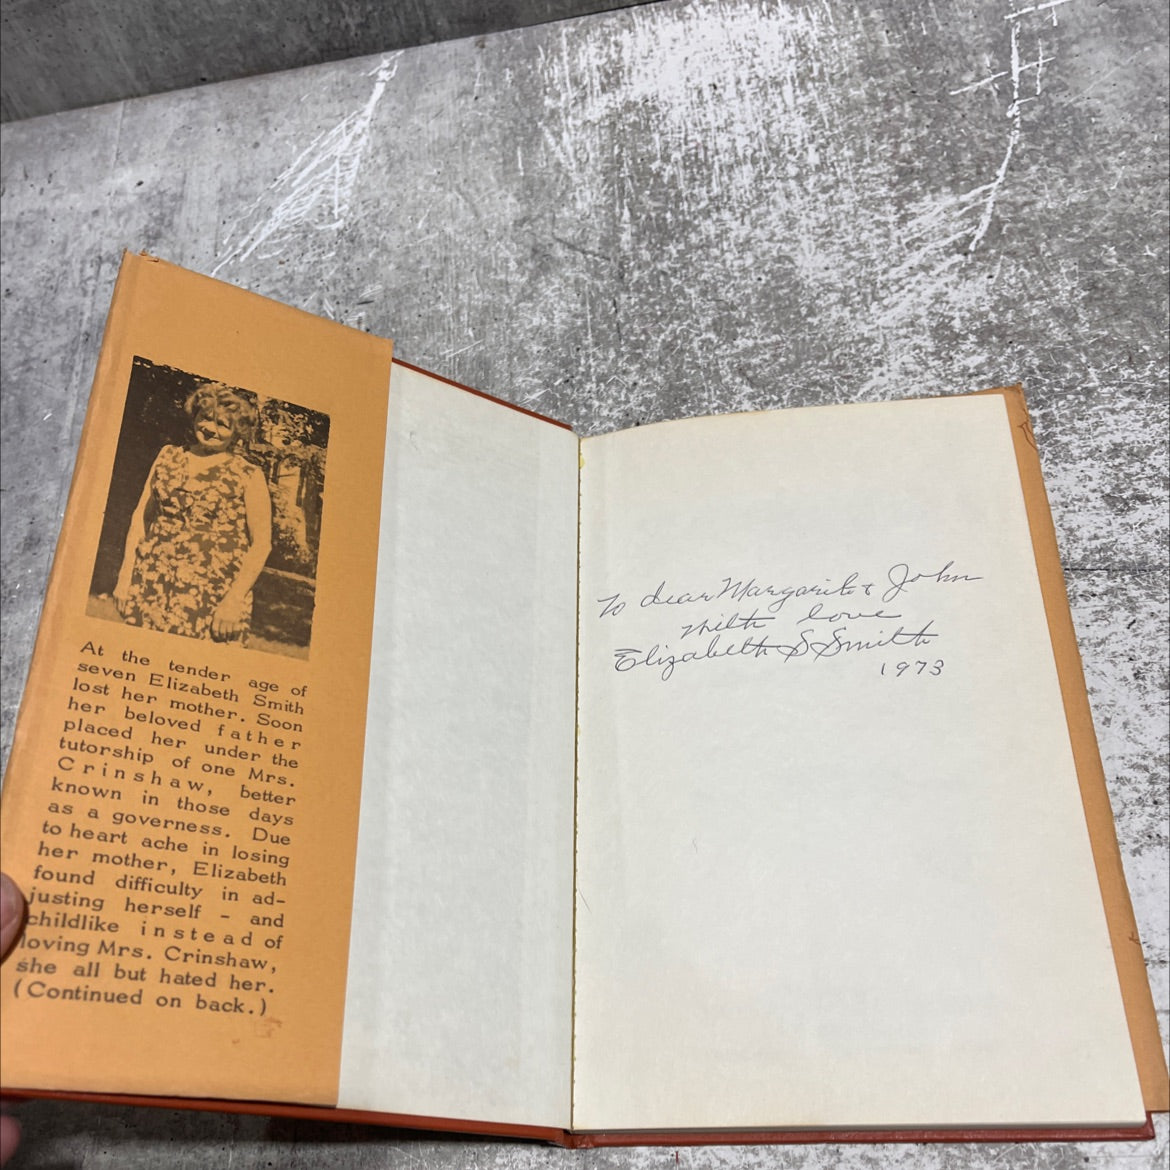 At the tender age of
seven Elizabeth Smith
lost her mother. Soon
her beloved father
placed her under the
tutorship of one Mrs.
Crinshaw, better
known in those days
as a governess. Due
to heart ache in losing
her mother, Elizabeth
found difficulty in ad-
justing herself - and
childlike instead of
loving Mrs. Crinshaw,
she all but hated her.
(Continued on back.)
To dear Margarite & John
with love
Elizabeth S Smith
1973